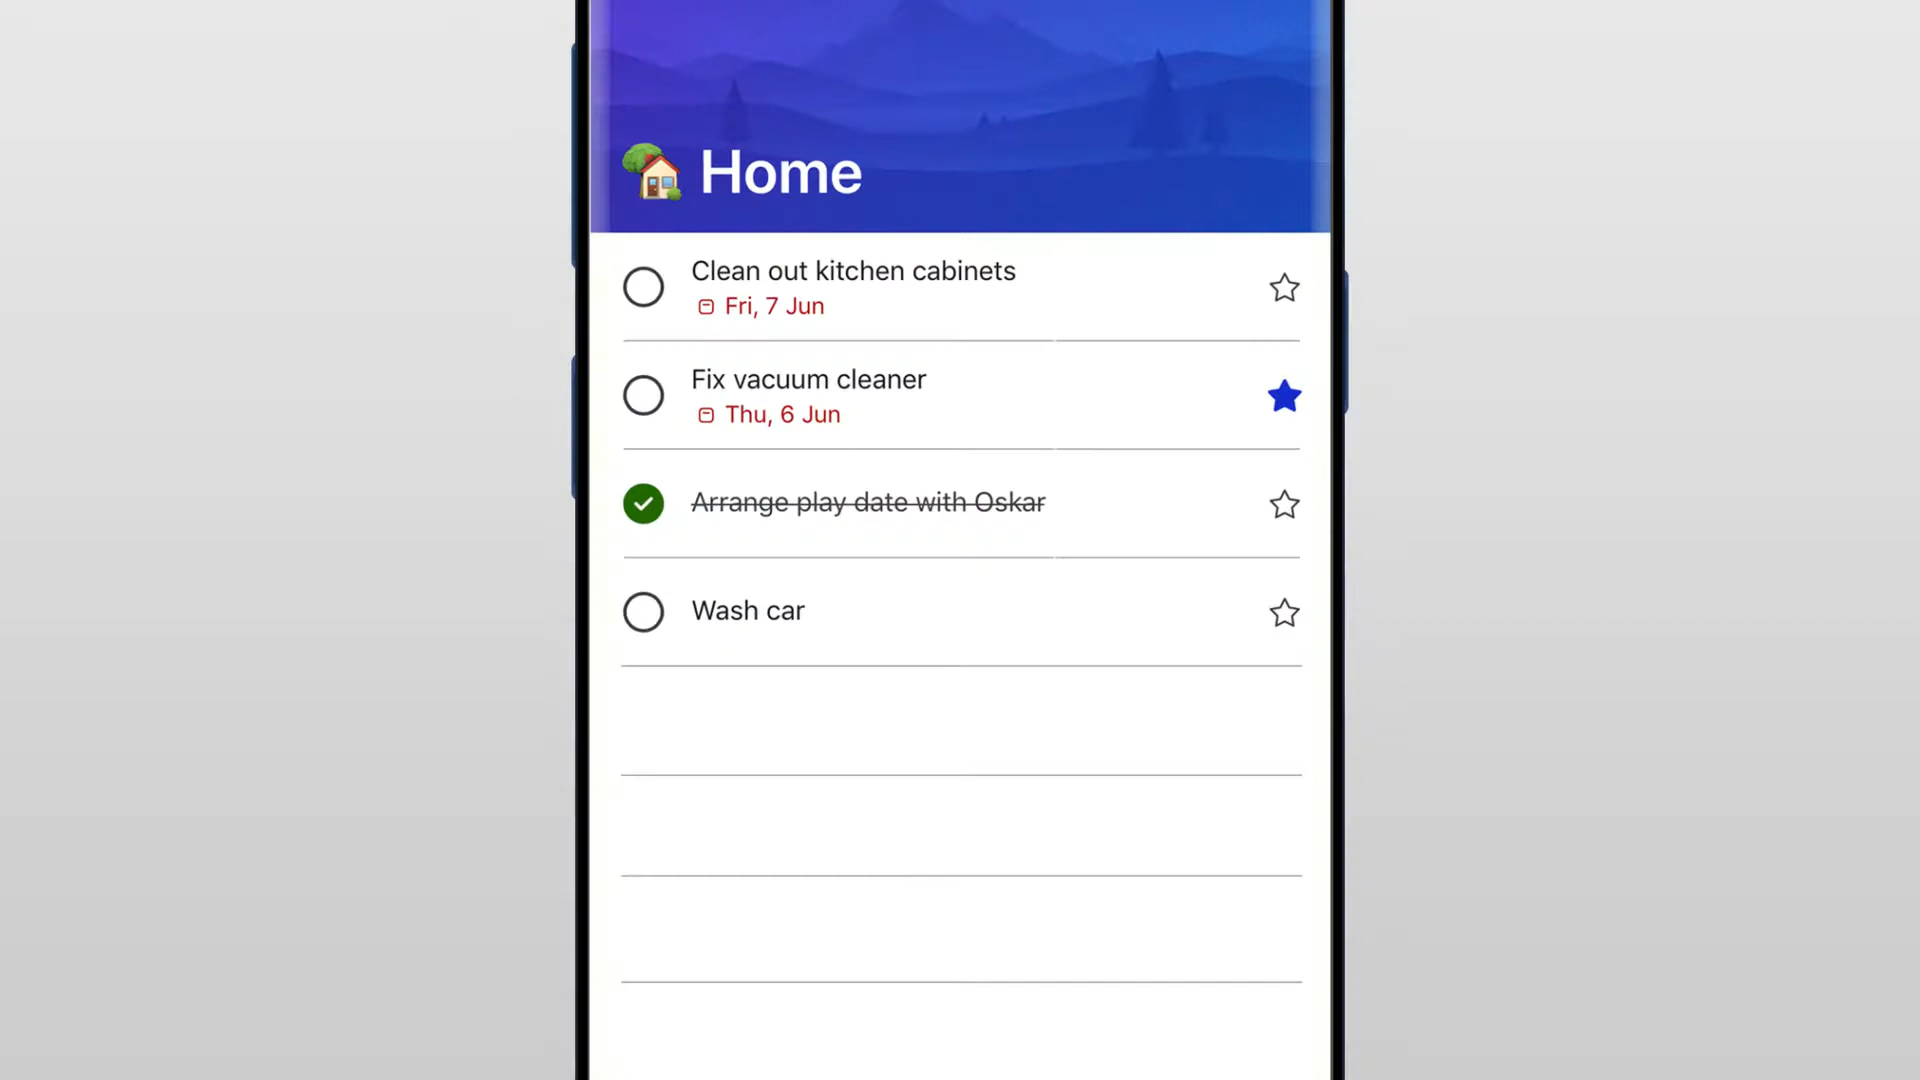 Home
Clean out kitchen cabinets
Fri, 7 Jun
Fix vacuum cleaner
Thu, 6 Jun
Arrange play date with Oskar
Wash car